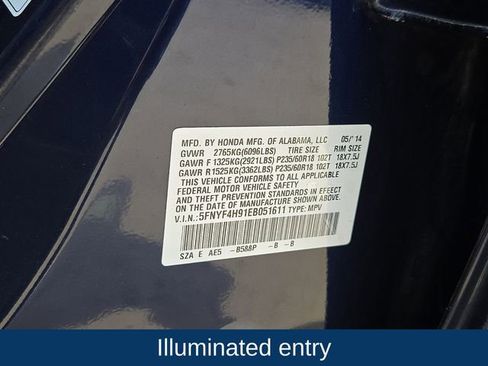 MFD. BY HONDA MFG. OF ALABAMA, LLC 05/'14
GVWR 2765KG(6096LBS) TIRE SIZE RIM SIZE
GAWR F 1325KG(2921LBS) P235/60R18 102T 18X7.5J
GAWR R1525KG(3362LBS) P235/60R18 102T 18X7.5J
THIS VEHICLE CONFORMS TO ALL APPLICABLE
FEDERAL MOTOR VEHICLE SAFETY
STANDARDS AND THEFT PREVENTION STANDARD IN EFFECT
ON THE DATE OF MANUFACTURE SHOWN ABOVE.
V.I.N.: 5FNYF4H91EB051611 TYPE: MPV
SZA E AE5 -B588P -B -B
Illuminated entry